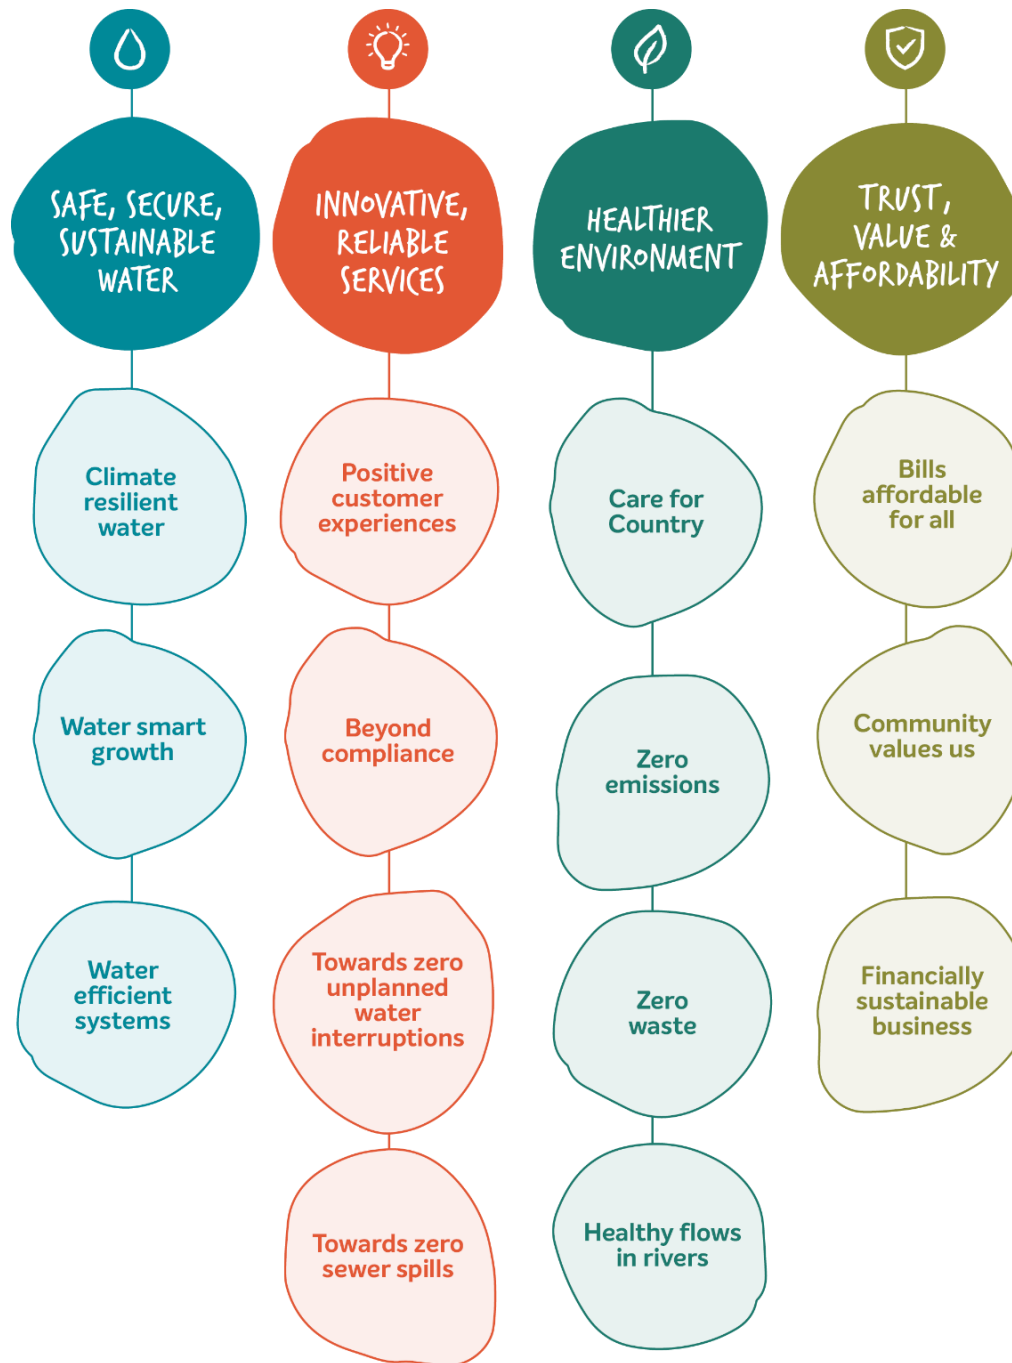 SAFE, SECURE,
SUSTAINABLE
WATER
Climate
resilient
water
Water smart
growth
Water
efficient
systems
INNOVATIVE,
RELIABLE
SERVICES
Positive
customer
experiences
Beyond
compliance
Towards zero
unplanned
water
interruptions
Towards zero
sewer spills
HEALTHIER
ENVIRONMENT
Care for
Country
Zero
emissions
Zero
waste
Healthy flows
in rivers
TRUST,
VALUE &
AFFORDABILITY
Bills
affordable
for all
Community
values us
Financially
sustainable
business